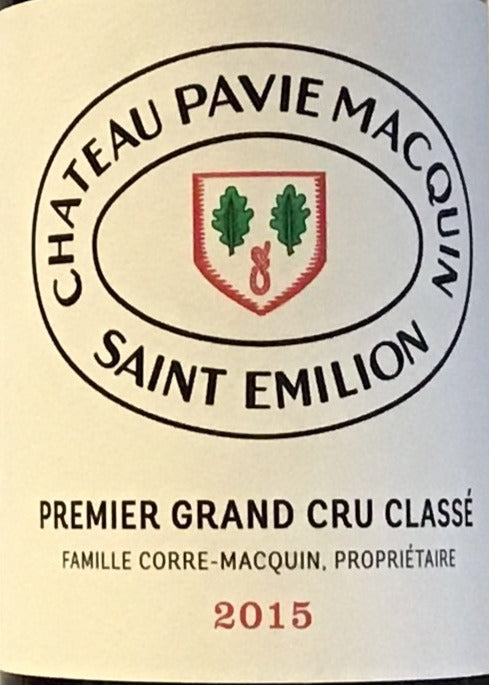 CHATEAU PAVIE MACQUIN
SAINT EMILION
PREMIER GRAND CRU CLASSÉ
FAMILLE CORRE-MACQUIN, PROPRIÉTAIRE
2015